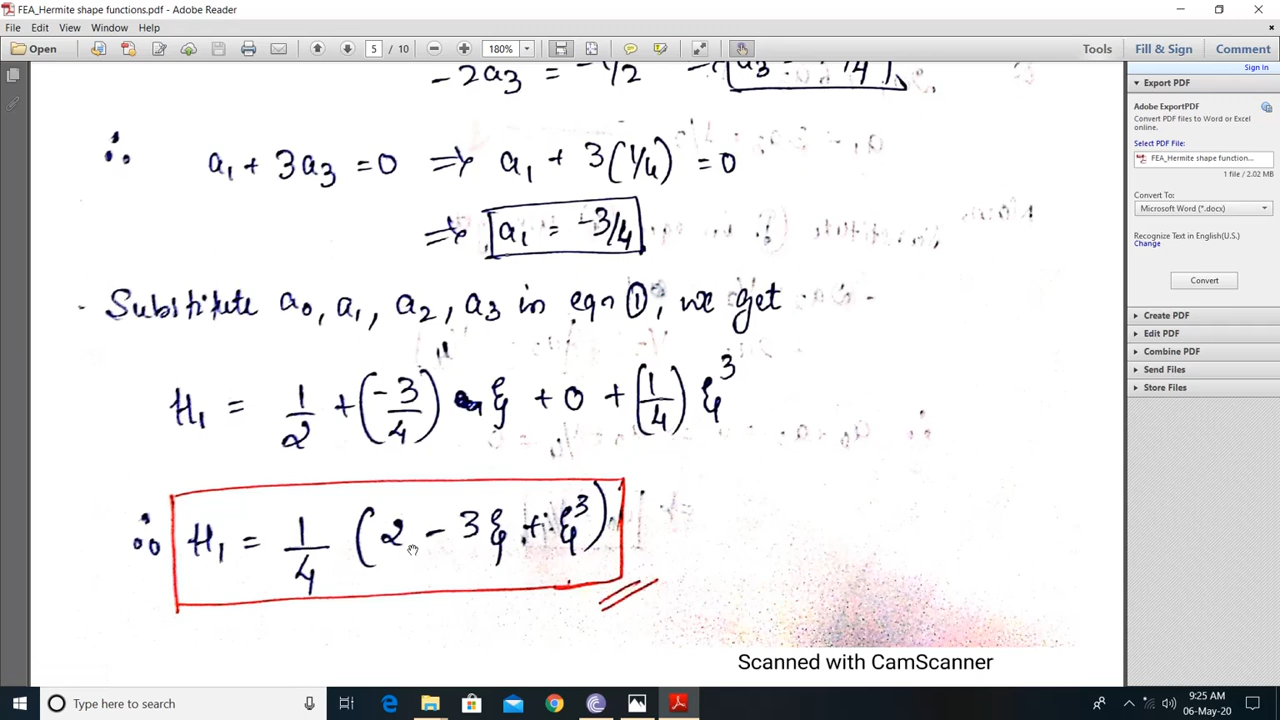 FEA_Hermite shape functions.pdf - Adobe Reader
File Edit View Window Help
Open 5 / 10 180% Tools Fill & Sign Comment
Sign In
Export PDF
Adobe ExportPDF
Convert PDF files to Word or Excel online.
Select PDF File:
FEA_Hermite shape function...
1 file / 2.02 MB
Convert To:
Microsoft Word (*.docx)
Recognize Text in English(U.S.)
Change
Convert
Import PDF
Edit PDF
Combine PDF
Send Files
Store Files
-2a₃ = -1/2
∴ a₁ + 3a₃ = 0 ⇒ a₁ + 3(1/4) = 0
⇒ a₁ = -3/4
- Substitute a₀, a₁, a₂, a₃ in eqn ①, we get
H₁ = 1/2 + (-3/4) ξ + 0 + (1/4) ξ³
∴ H₁ = 1/4 (2 - 3ξ + ξ³)
Scanned with CamScanner
Type here to search
9:25 AM
06-May-20